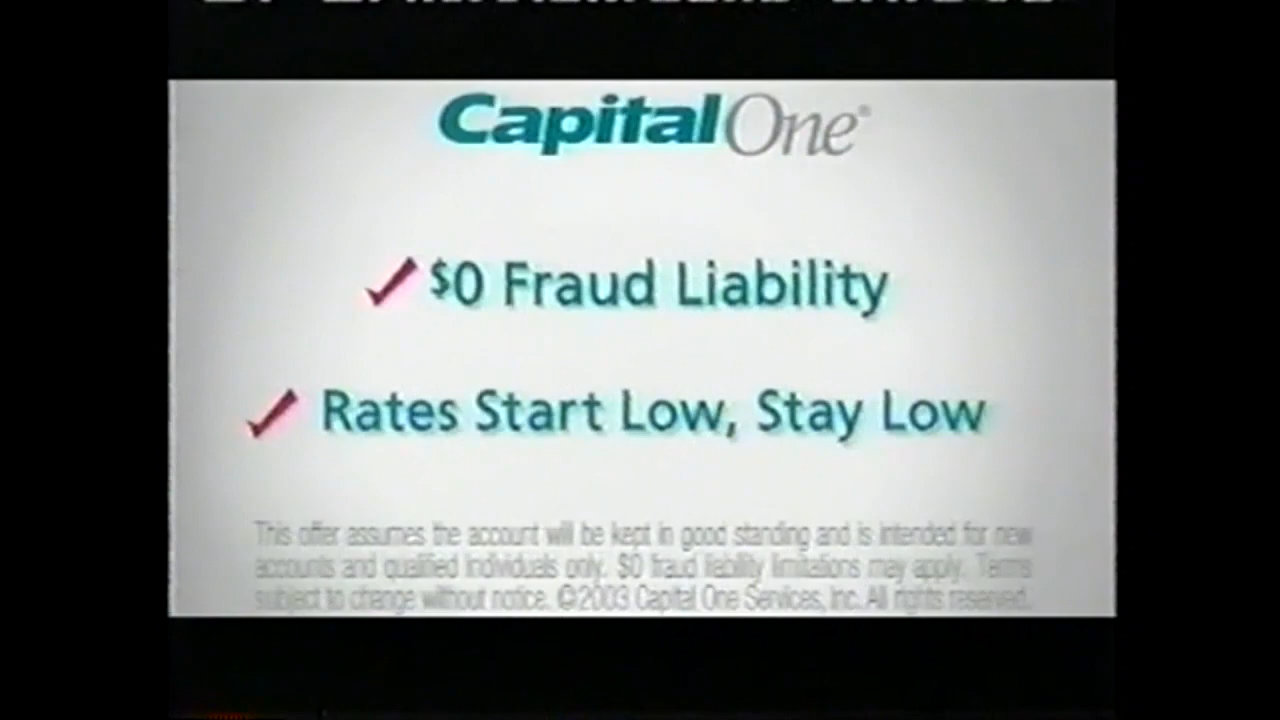 CapitalOne®
$0 Fraud Liability
Rates Start Low, Stay Low
This offer assumes the account will be kept in good standing and is intended for new
accounts and qualified individuals only. $0 fraud liability limitations may apply. Terms
subject to change without notice. ©2003 Capital One Services, Inc. All rights reserved.